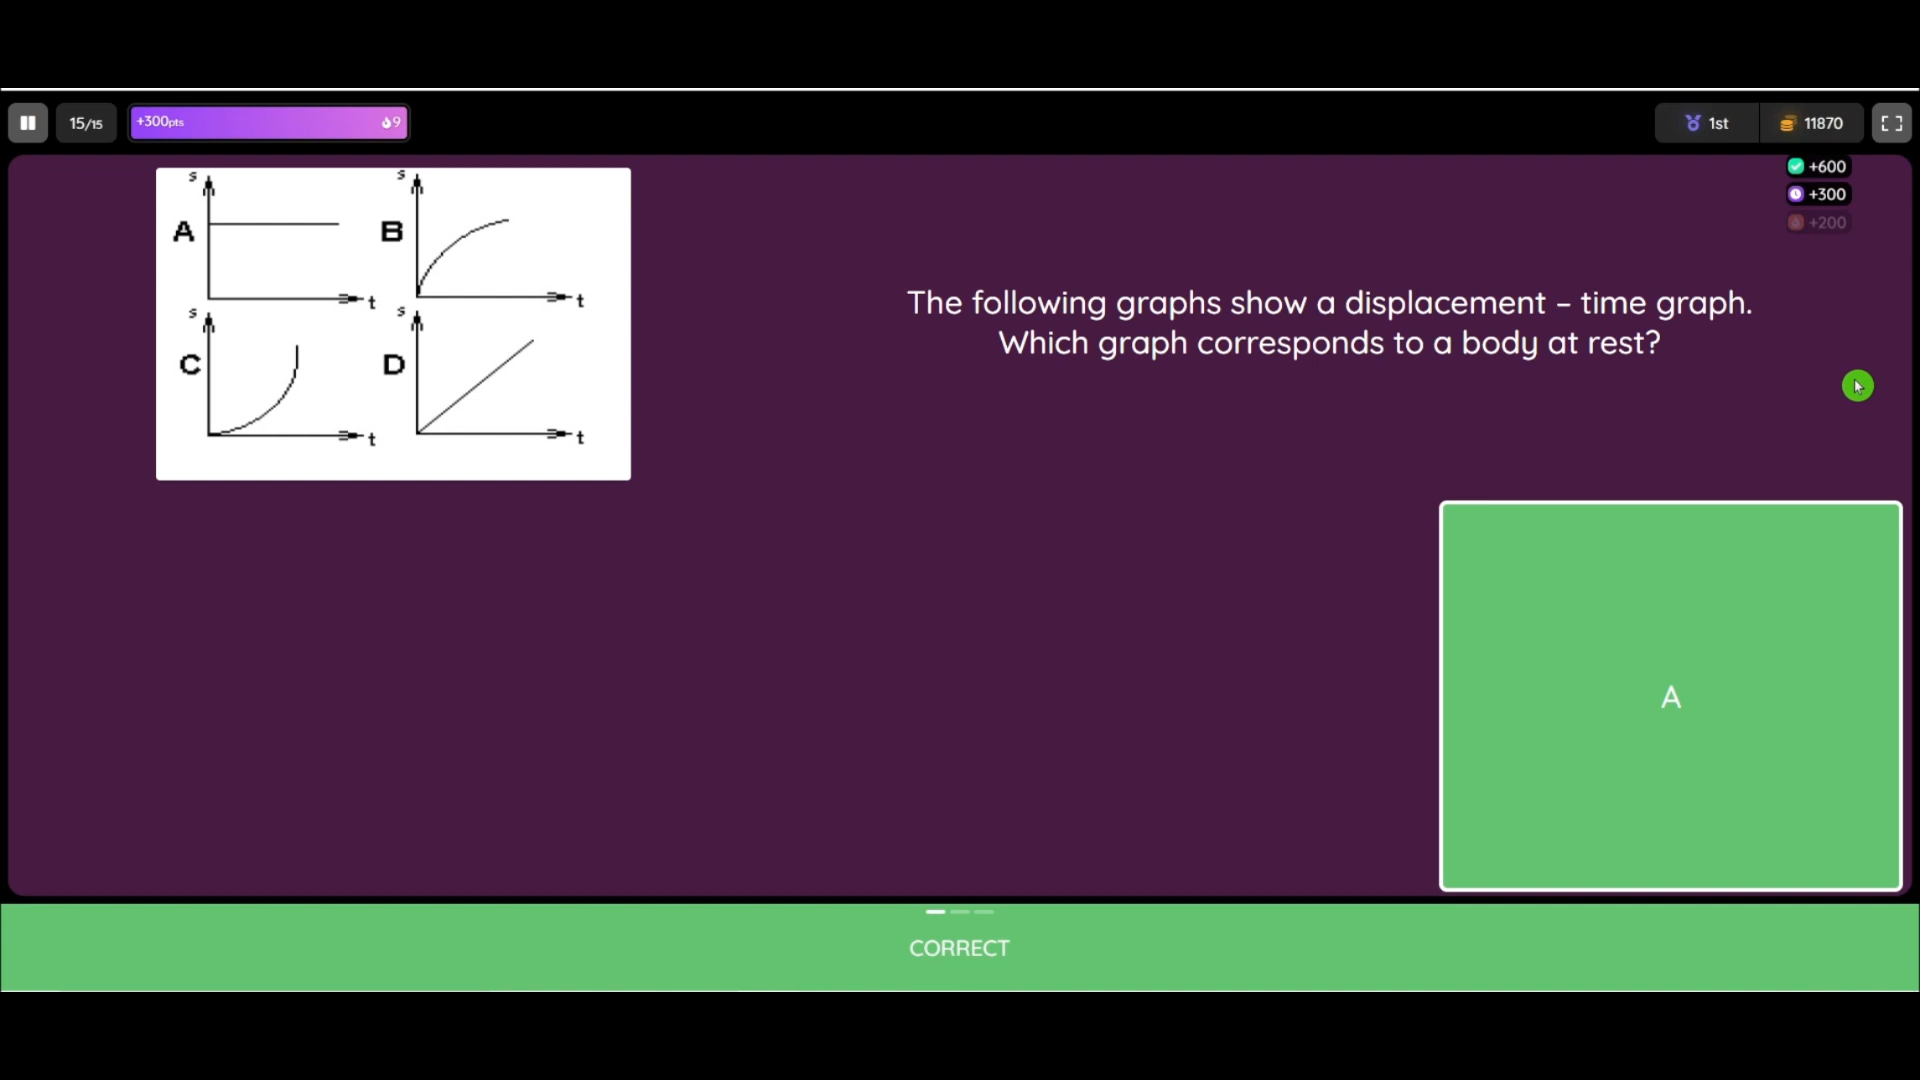 15/15
+300pts
9
1st
11870
+600
+300
+200
s
A
t
s
B
t
s
C
t
s
D
t
The following graphs show a displacement – time graph.
Which graph corresponds to a body at rest?
A
CORRECT